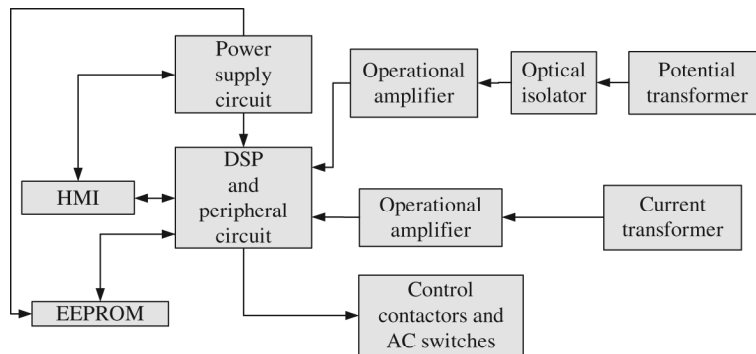 Power
supply
circuit
Operational
amplifier
Optical
isolator
Potential
transformer
DSP
and
peripheral
circuit
HMI
Operational
amplifier
Current
transformer
EEPROM
Control
contactors and
AC switches